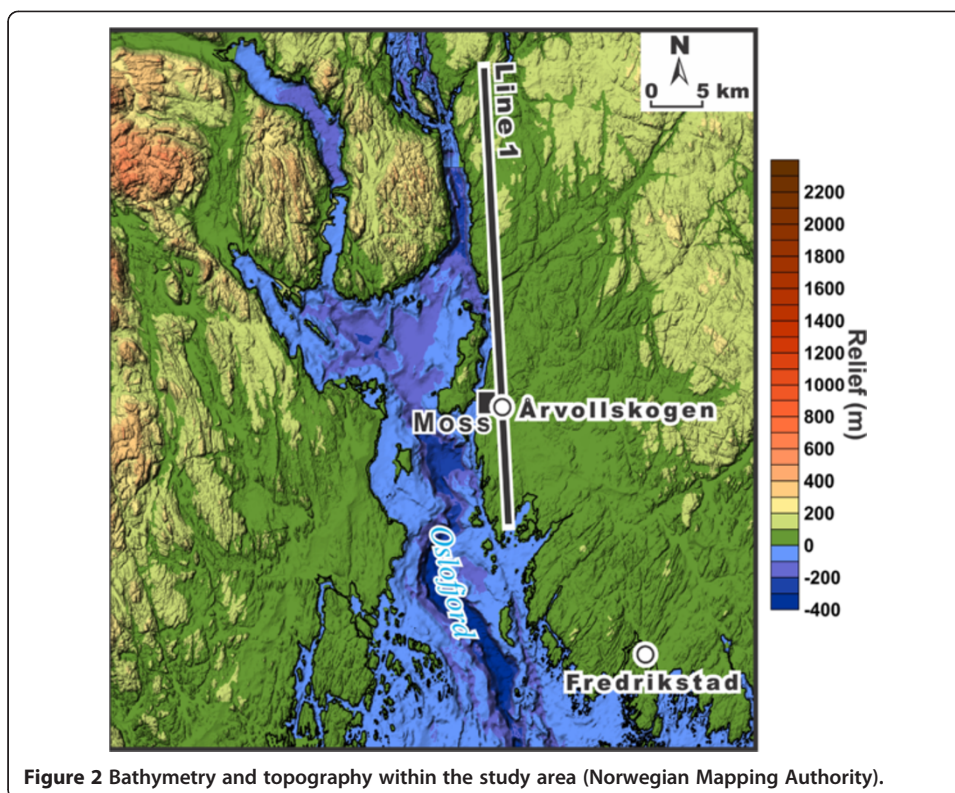 N
0 5 km
Line 1
2200
2000
1800
1600
1400
1200
1000
800
600
400
200
0
-200
-400
Relief (m)
Moss
Årvollskogen
Oslofjord
Fredrikstad
Figure 2 Bathymetry and topography within the study area (Norwegian Mapping Authority).